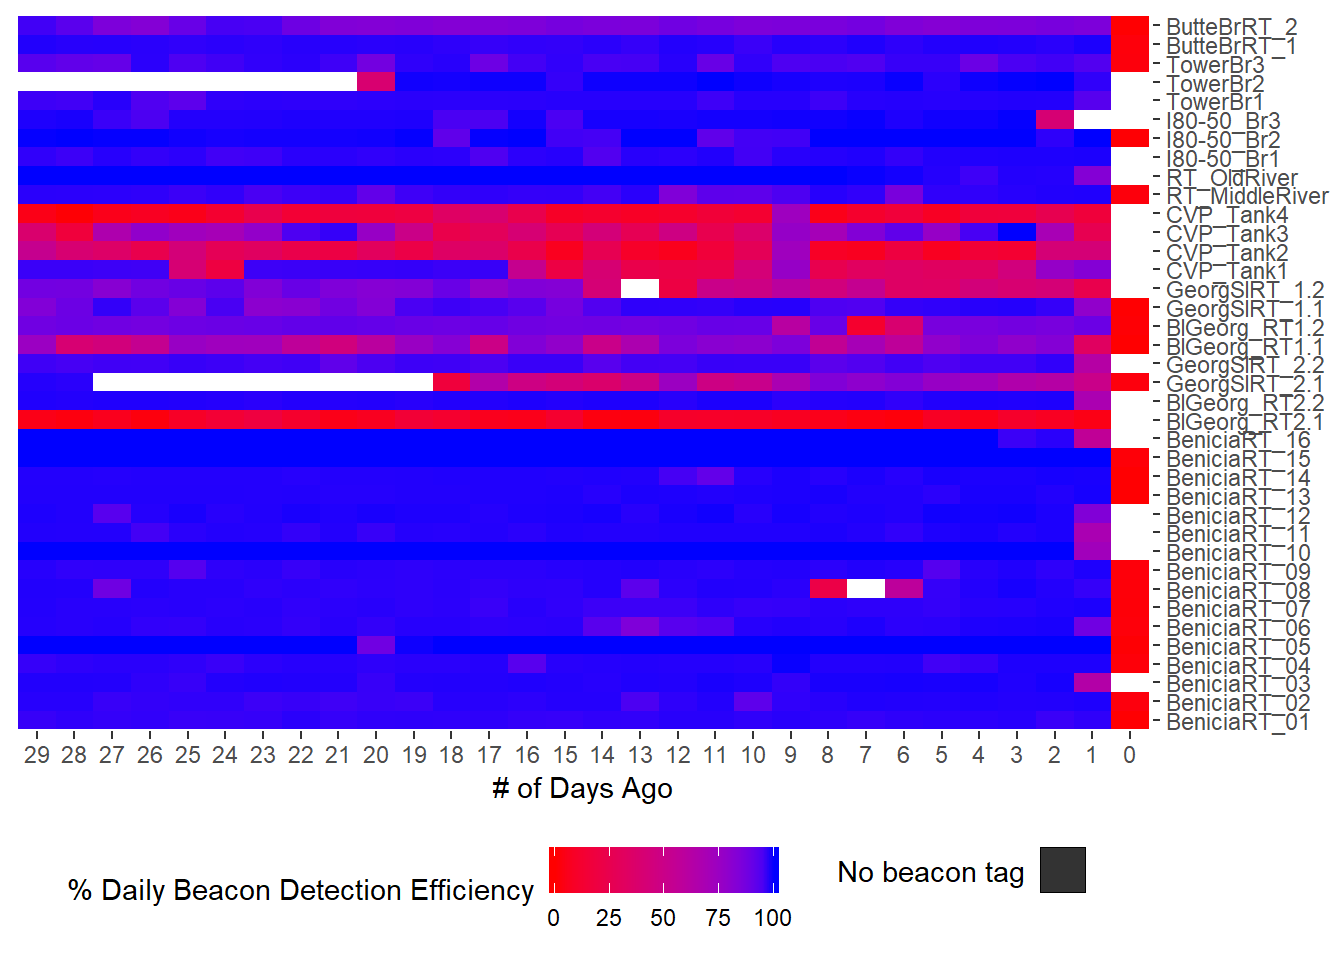 ButteBrRT_2
ButteBrRT_1
TowerBr3
TowerBr2
TowerBr1
I80-50_Br3
I80-50_Br2
I80-50_Br1
RT_OldRiver
RT_MiddleRiver
CVP_Tank4
CVP_Tank3
CVP_Tank2
CVP_Tank1
GeorgSlRT_1.2
GeorgSlRT_1.1
BlGeorg_RT1.2
BlGeorg_RT1.1
GeorgSlRT_2.2
GeorgSlRT_2.1
BlGeorg_RT2.2
BlGeorg_RT2.1
BeniciaRT_16
BeniciaRT_15
BeniciaRT_14
BeniciaRT_13
BeniciaRT_12
BeniciaRT_11
BeniciaRT_10
BeniciaRT_09
BeniciaRT_08
BeniciaRT_07
BeniciaRT_06
BeniciaRT_05
BeniciaRT_04
BeniciaRT_03
BeniciaRT_02
BeniciaRT_01
29 28 27 26 25 24 23 22 21 20 19 18 17 16 15 14 13 12 11 10 9 8 7 6 5 4 3 2 1 0
# of Days Ago
% Daily Beacon Detection Efficiency
0 25 50 75 100
No beacon tag